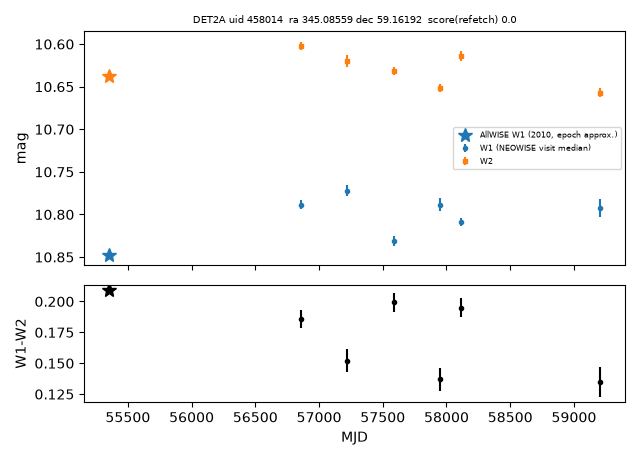 DET2A uid 458014  ra 345.08559 dec 59.16192  score(refetch) 0.0
10.60
10.65
10.70
10.75
10.80
10.85
mag
AllWISE W1 (2010, epoch approx.)
W1 (NEOWISE visit median)
W2
0.200
0.175
0.150
0.125
W1-W2
55500
56000
56500
57000
57500
58000
58500
59000
MJD